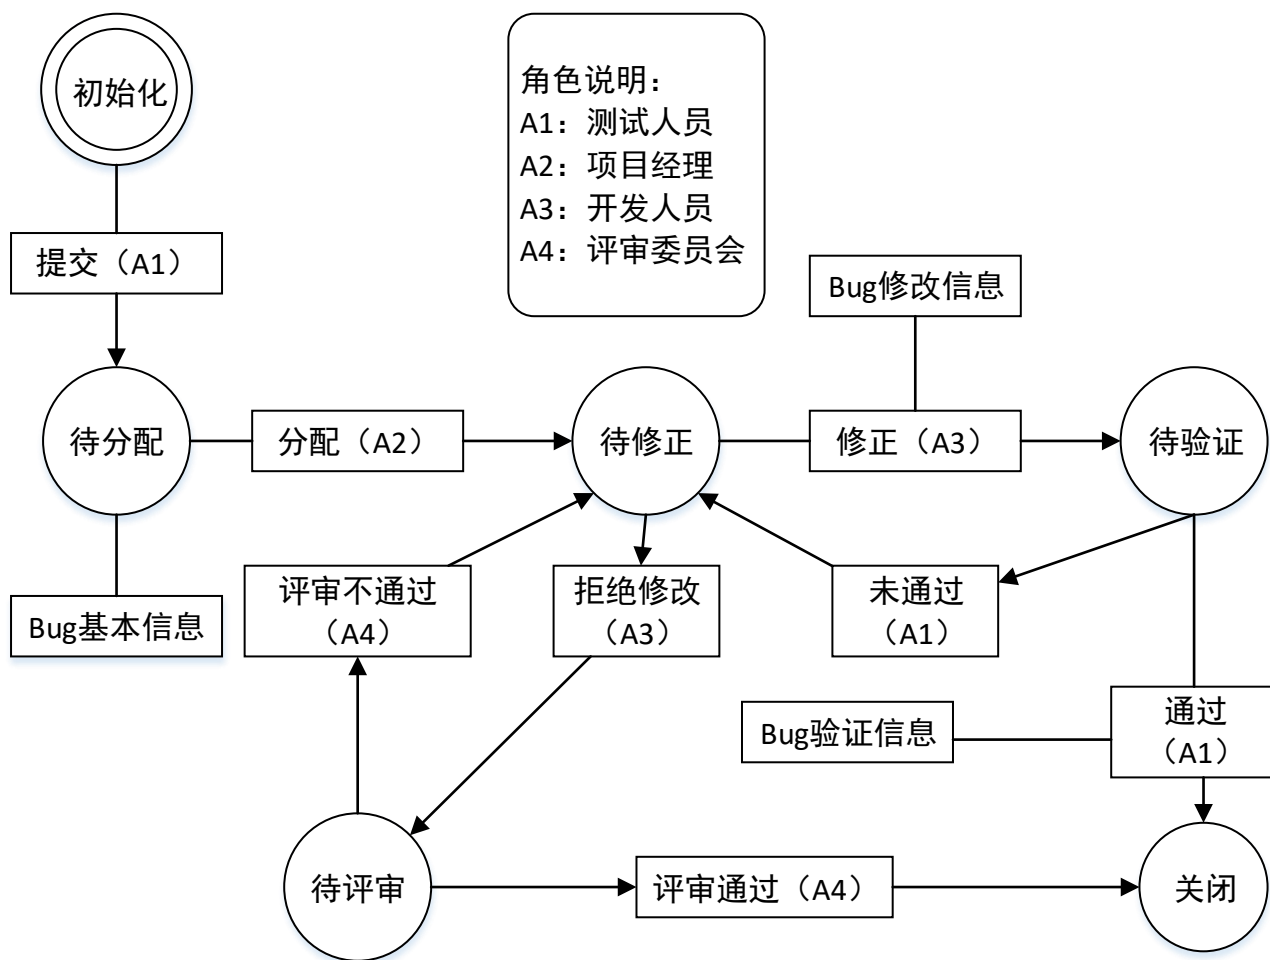 初始化
角色说明：
A1：测试人员
A2：项目经理
A3：开发人员
A4：评审委员会
提交（A1）
Bug修改信息
待分配
分配（A2）
待修正
修正（A3）
待验证
Bug基本信息
评审不通过
（A4）
拒绝修改
（A3）
未通过
（A1）
Bug验证信息
通过
（A1）
待评审
评审通过（A4）
关闭